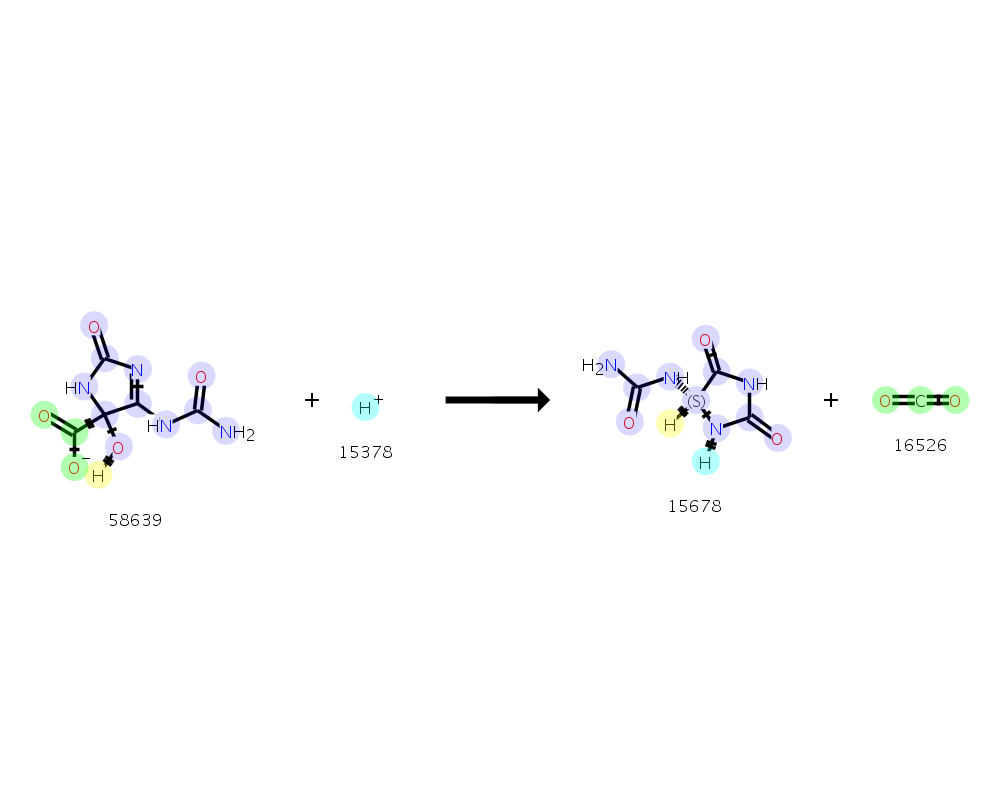 O
N
HN
O
O⁻
O
H
HN
O
NH2
58639
+
H+
15378
H2N
O
NH
(S)
H
O
NH
N
O
H
15678
+
O C O
16526